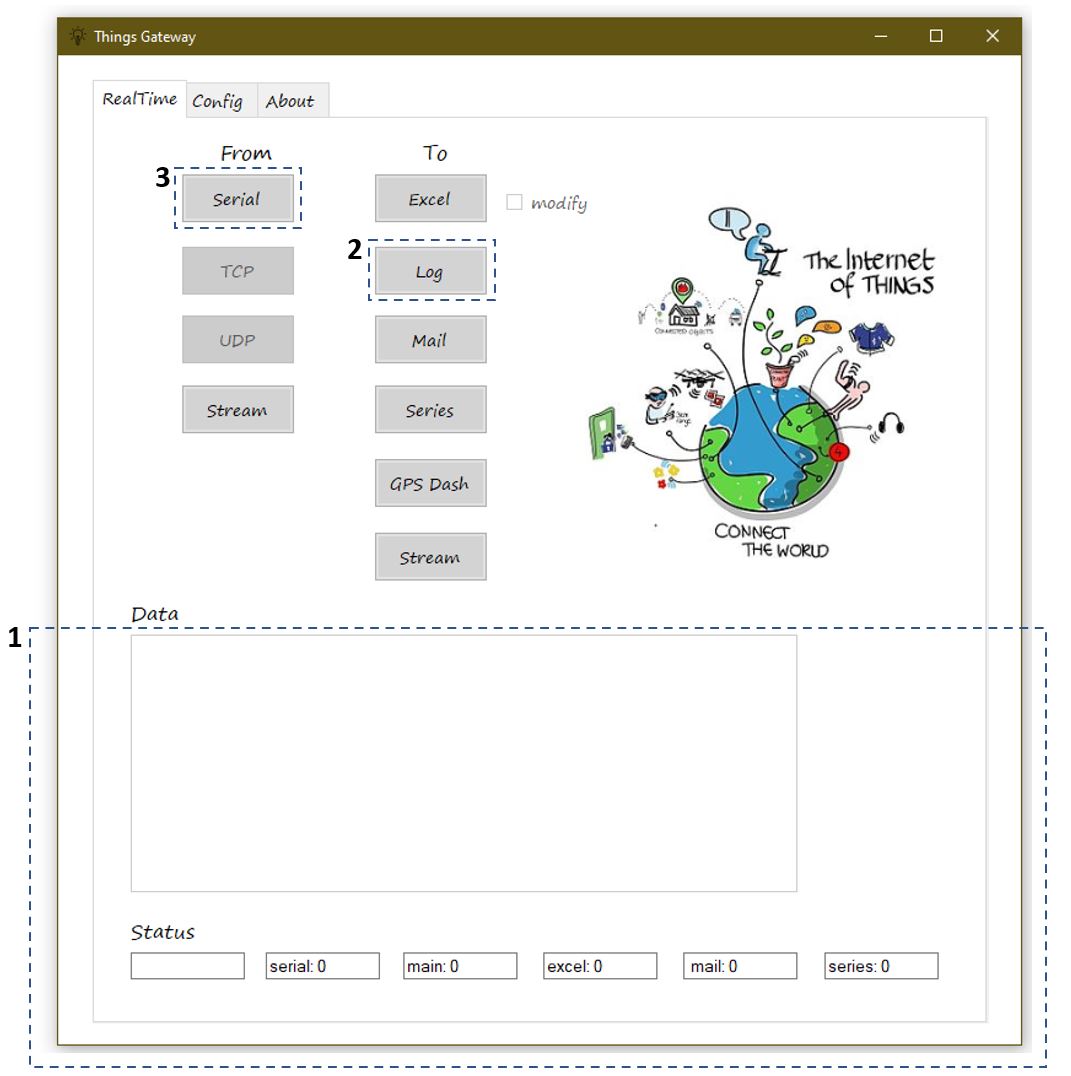 Things Gateway
RealTime Config About
From To
3
Serial Excel modify
2
TCP Log
UDP Mail
Stream Series
GPS Dash
Stream
The Internet
of THINGS
CONNECTED OBJECTS
CONNECT
THE WORLD
Data
1
Status
serial: 0 main: 0 excel: 0 mail: 0 series: 0